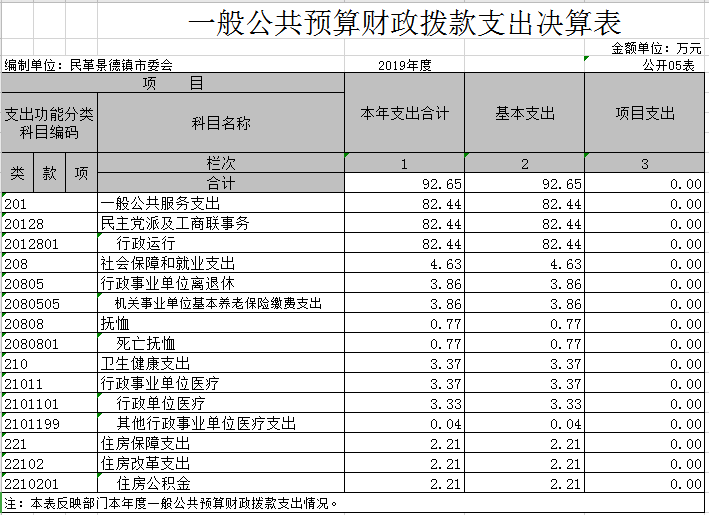 一般公共预算财政拨款支出决算表
金额单位：万元
编制单位：民革景德镇市委会 2019年度 公开05表
项 目 本年支出合计 基本支出 项目支出
支出功能分类科目编码 科目名称
类 款 项 栏次 1 2 3
合计 92.65 92.65 0.00
201 一般公共服务支出 82.44 82.44 0.00
20128 民主党派及工商联事务 82.44 82.44 0.00
2012801 行政运行 82.44 82.44 0.00
208 社会保障和就业支出 4.63 4.63 0.00
20805 行政事业单位离退休 3.86 3.86 0.00
2080505 机关事业单位基本养老保险缴费支出 3.86 3.86 0.00
20808 抚恤 0.77 0.77 0.00
2080801 死亡抚恤 0.77 0.77 0.00
210 卫生健康支出 3.37 3.37 0.00
21011 行政事业单位医疗 3.37 3.37 0.00
2101101 行政单位医疗 3.33 3.33 0.00
2101199 其他行政事业单位医疗支出 0.04 0.04 0.00
221 住房保障支出 2.21 2.21 0.00
22102 住房改革支出 2.21 2.21 0.00
2210201 住房公积金 2.21 2.21 0.00
注：本表反映部门本年度一般公共预算财政拨款支出情况。